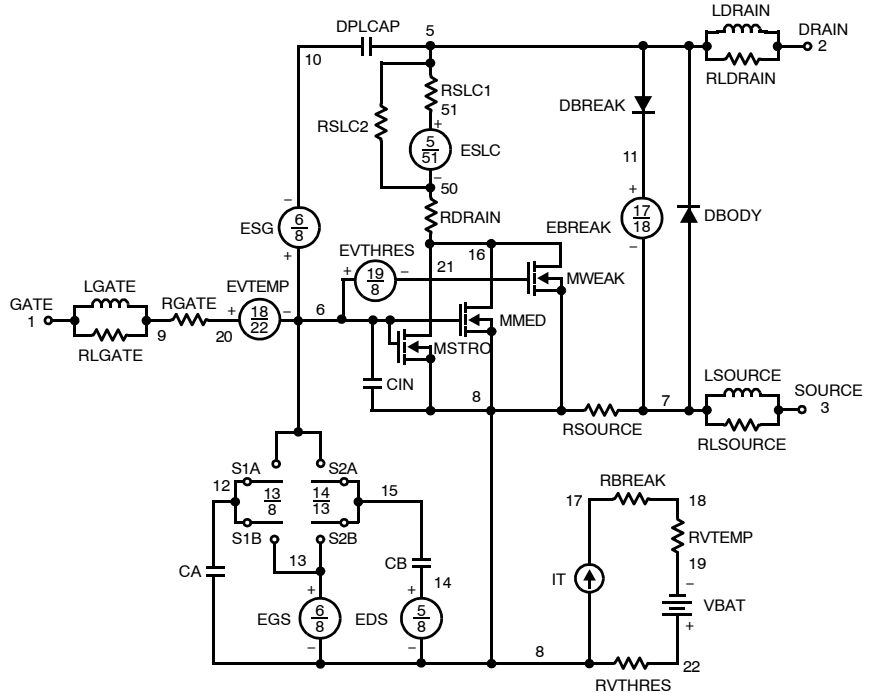 LDRAIN
DPLCAP 5 DRAIN
10 2
RSLC1 RLDRAIN
51 DBREAK
RSLC2 +
5
51 ESLC
11
−
50
− + 
6
8 ESG RDRAIN EBREAK 17
18 DBODY
+ EVTHRES 16 −
+ 19
8 − 21 MWEAK
LGATE EVTEMP
GATE RGATE + 18
22 − 6 MMED
1 9 20
RLGATE MSTRO
CIN LSOURCE
8 7 SOURCE
3
RSOURCE RLSOURCE
S1A S2A
12 13
8 14
13 15
S1B S2B
13
RBREAK
17 18
RVTEMP
CA CB 19
14 IT −
+ + VBAT
EGS 6
8 EDS 5
8 +
− −
8 22
RVTHRES